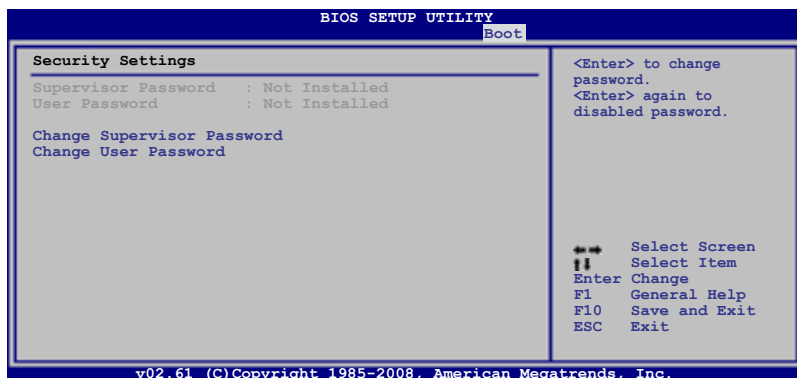 BIOS SETUP UTILITY
Boot
Security Settings
Supervisor Password : Not Installed
User Password : Not Installed
Change Supervisor Password
Change User Password
<Enter> to change
password.
<Enter> again to
disabled password.
←→ Select Screen
↑↓ Select Item
Enter Change
F1 General Help
F10 Save and Exit
ESC Exit
v02.61 (C)Copyright 1985-2008, American Megatrends, Inc.